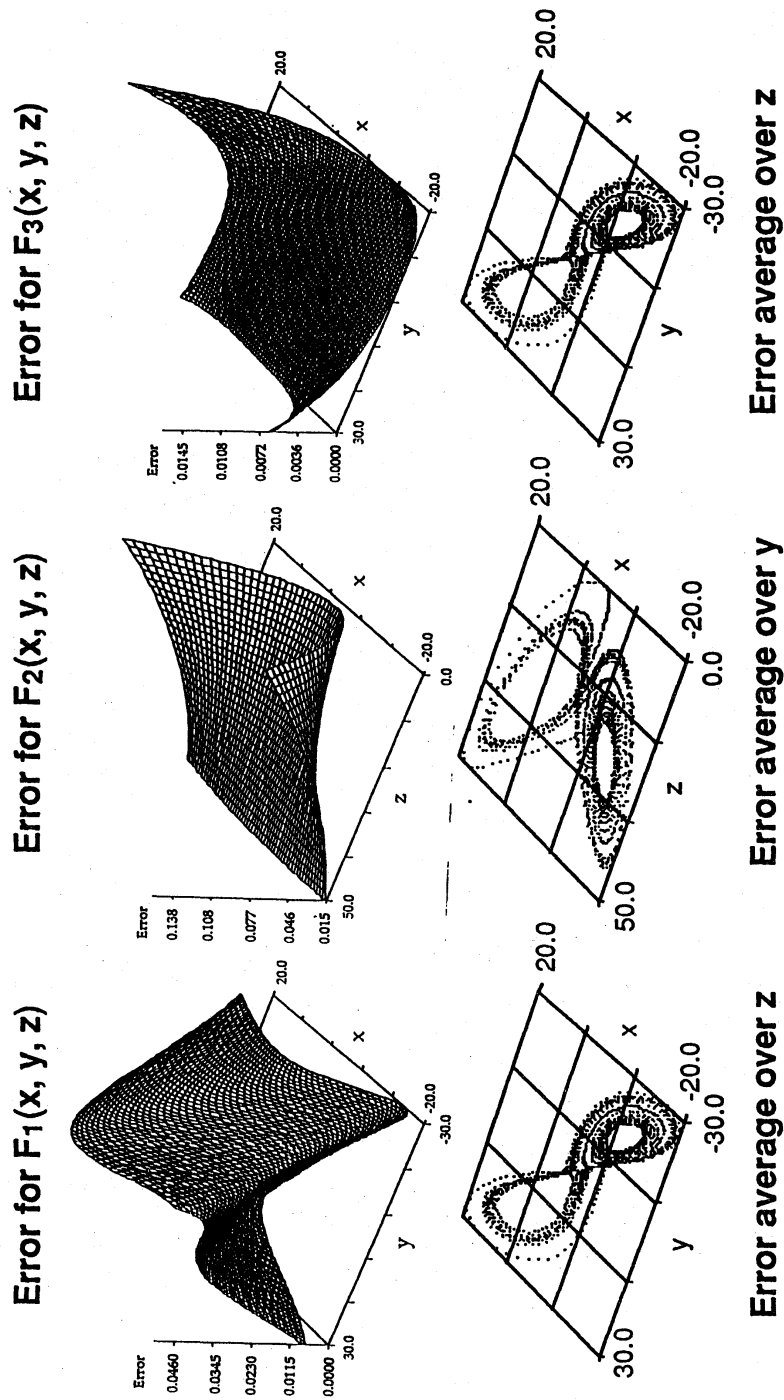 Error for F₁(x, y, z)
Error
0.0460
0.0345
0.0230
0.0115
0.0000
30.0
y
-30.0
-20.0
x
20.0
30.0
y
-30.0
-20.0
x
20.0
Error average over z
Error for F₂(x, y, z)
Error
0.138
0.108
0.077
0.046
0.015
50.0
z
0.0
-20.0
x
20.0
50.0
z
0.0
-20.0
x
20.0
Error average over y
Error for F₃(x, y, z)
Error
0.0145
0.0108
0.0072
0.0036
0.0000
30.0
y
-20.0
x
20.0
30.0
y
-30.0
-20.0
x
20.0
Error average over z